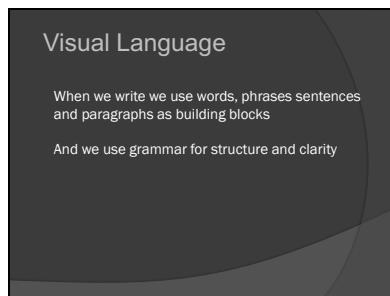 Visual Language
When we write we use words, phrases sentences
and paragraphs as building blocks
And we use grammar for structure and clarity